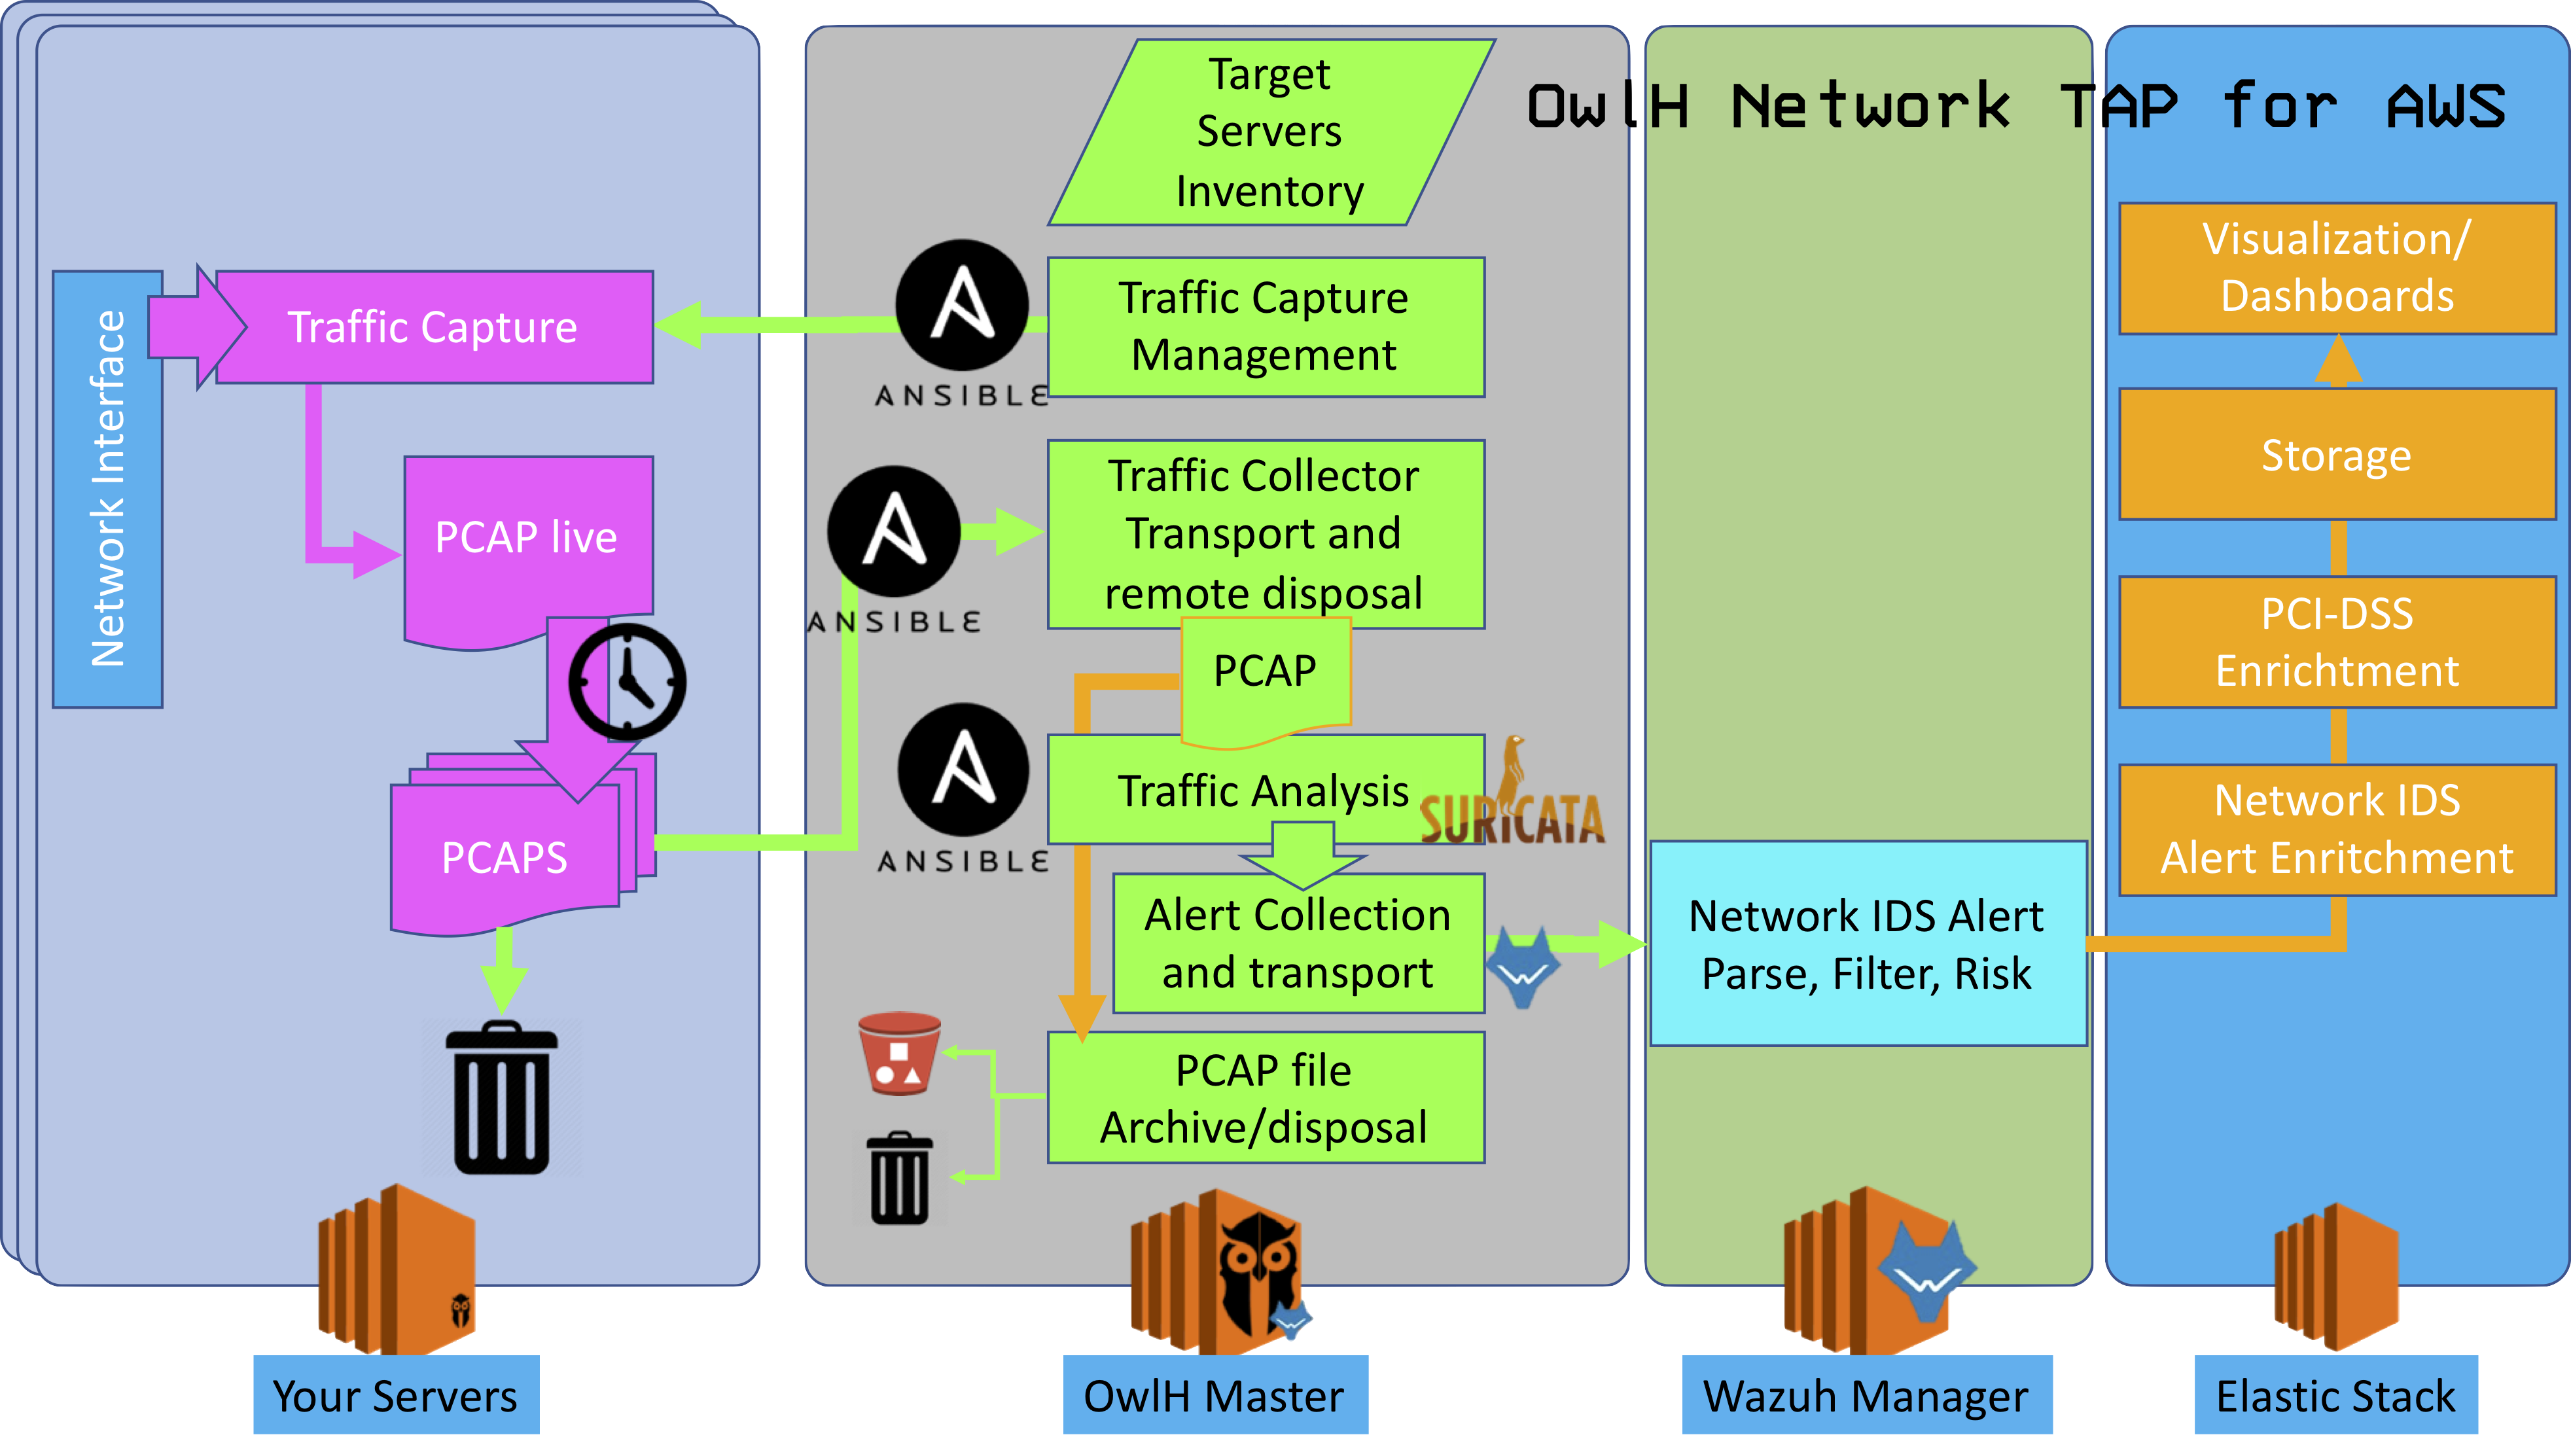 OwlH Network TAP for AWS
Network Interface
Traffic Capture
PCAP live
PCAPS
Your Servers
Target
Servers
Inventory
ANSIBLE
Traffic Capture
Management
ANSIBLE
Traffic Collector
Transport and
remote disposal
PCAP
ANSIBLE
Traffic Analysis
SURICATA
Alert Collection
and transport
PCAP file
Archive/disposal
OwlH Master
Network IDS Alert
Parse, Filter, Risk
Wazuh Manager
Visualization/
Dashboards
Storage
PCI-DSS
Enrichtment
Network IDS
Alert Enritchment
Elastic Stack